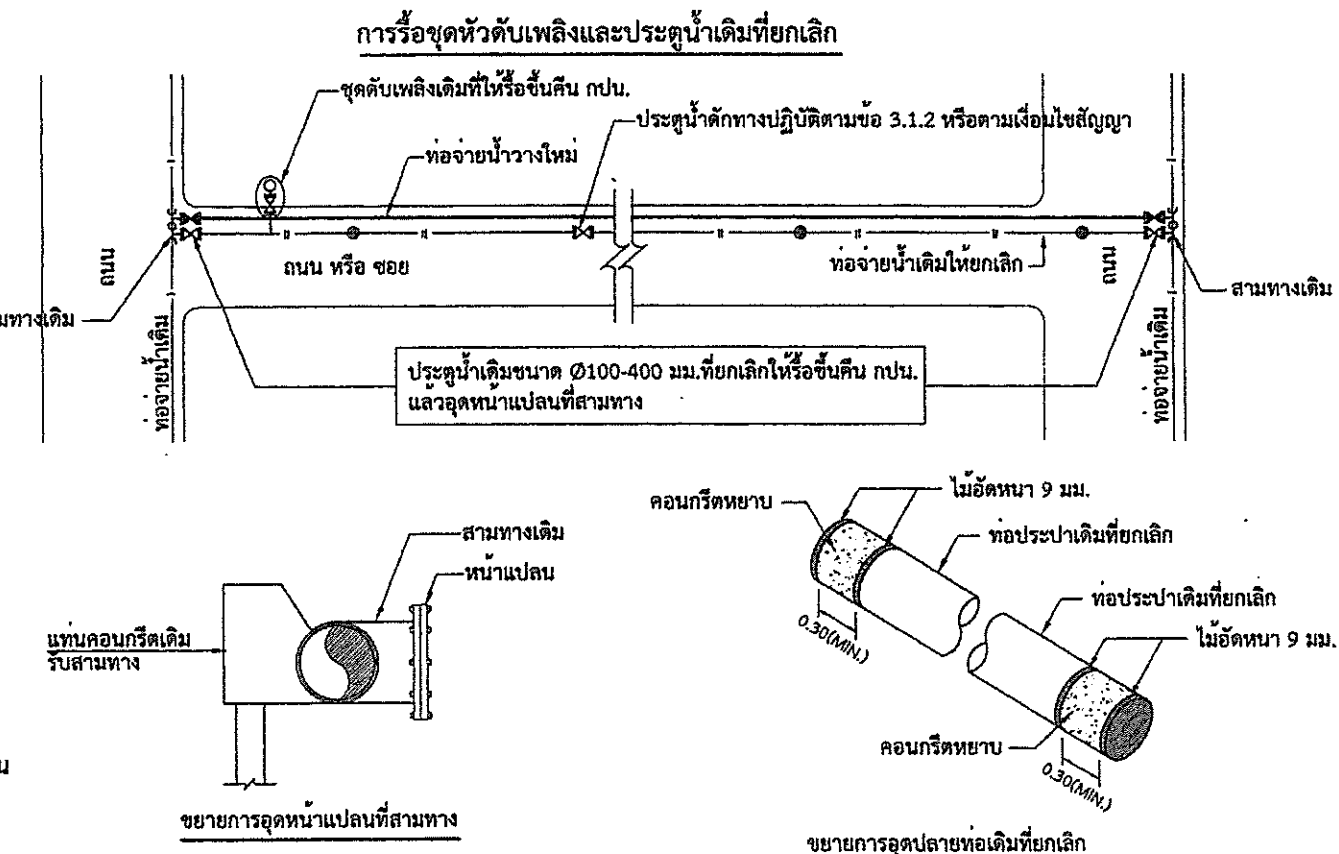 การรื้อชุดหัวดับเพลิงและประตูน้ำเดิมที่ยกเลิก
ชุดดับเพลิงเดิมที่ให้รื้อขึ้นคืน กปน.
ประตูน้ำดักทางปฏิบัติตามข้อ 3.1.2 หรือตามเงื่อนไขสัญญา
ท่อจ่ายน้ำวางใหม่
ถนน
ถนน หรือ ซอย
ท่อจ่ายน้ำเดิมให้ยกเลิก
ถนน
มทางเดิม
สามทางเดิม
ท่อจ่ายน้ำเดิม
ประตูน้ำเดิมขนาด Ø100-400 มม.ที่ยกเลิกให้รื้อขึ้นคืน กปน.
แล้วอุดหน้าแปลนที่สามทาง
ท่อจ่ายน้ำเดิม
สามทางเดิม
หน้าแปลน
แท่นคอนกรีตเดิม
รับสามทาง
น
ขยายการอุดหน้าแปลนที่สามทาง
คอนกรีตหยาบ
ไม้อัดหนา 9 มม.
ท่อประปาเดิมที่ยกเลิก
0.30(MIN.)
ท่อประปาเดิมที่ยกเลิก
ไม้อัดหนา 9 มม.
คอนกรีตหยาบ
0.30(MIN.)
ขยายการอุดปลายท่อเดิมที่ยกเลิก